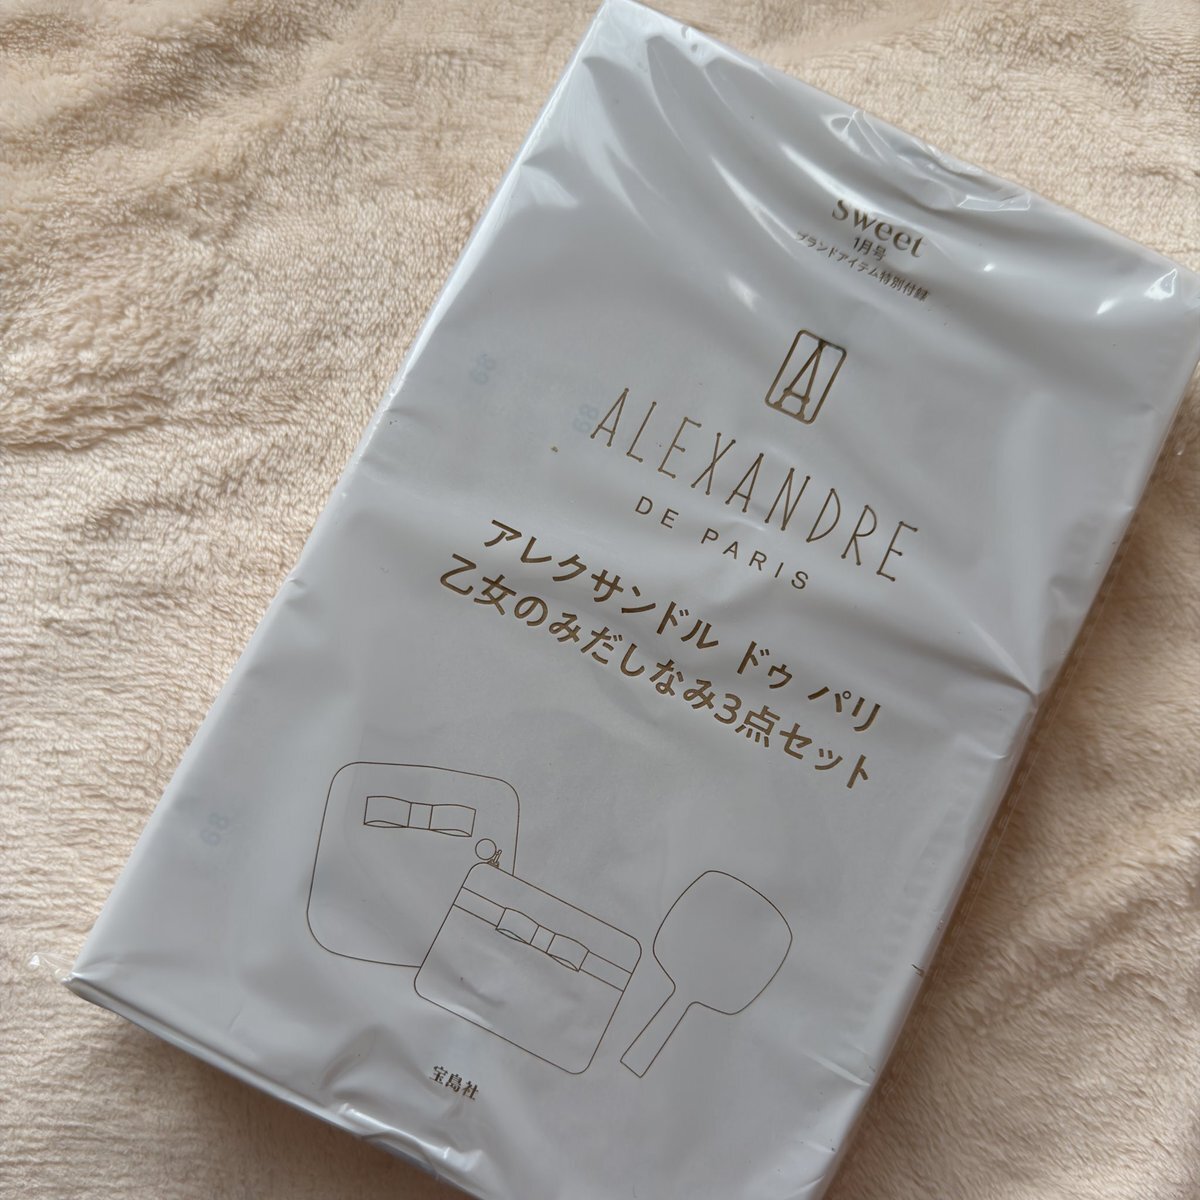 sweet
1月号
ブランドアイテム特別付録
A
ALEXANDRE
DE PARIS
アレクサンドル ドゥ パリ
乙女のみだしなみ3点セット
宝島社